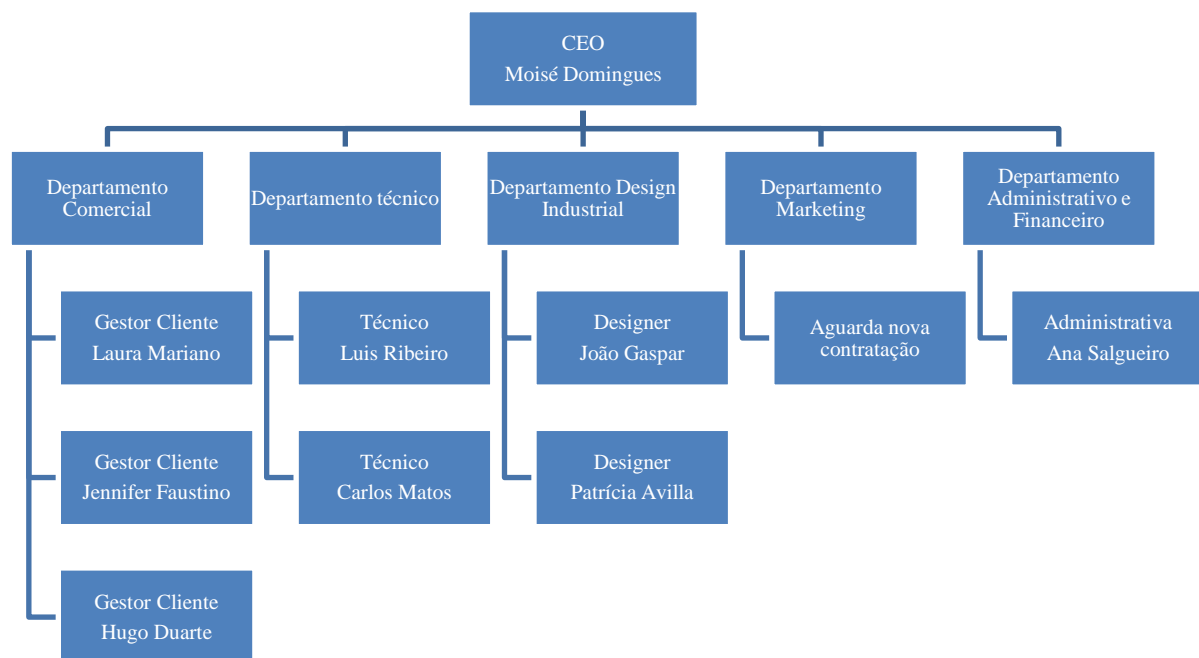 CEO
Moisé Domingues
Departamento
Comercial
Departamento técnico
Departamento Design
Industrial
Departamento
Marketing
Departamento
Administrativo e
Financeiro
Gestor Cliente
Laura Mariano
Técnico
Luis Ribeiro
Designer
João Gaspar
Aguarda nova
contratação
Administrativa
Ana Salgueiro
Gestor Cliente
Jennifer Faustino
Técnico
Carlos Matos
Designer
Patrícia Avilla
Gestor Cliente
Hugo Duarte